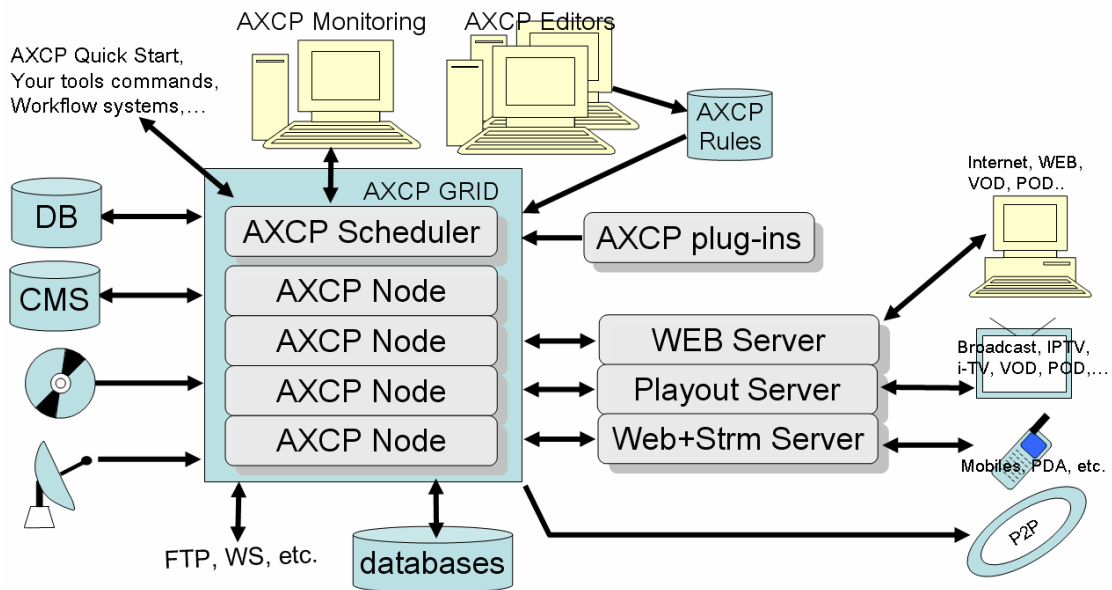 AXCP Monitoring
AXCP Editors
AXCP Quick Start,
Your tools commands,
Workflow systems,…
AXCP
Rules
Internet, WEB,
VOD, POD..
AXCP GRID
DB
AXCP Scheduler
AXCP plug-ins
CMS
AXCP Node
AXCP Node
WEB Server
Broadcast, IPTV,
i-TV, VOD, POD,…
AXCP Node
Playout Server
AXCP Node
Web+Strm Server
Mobiles, PDA, etc.
P2P
FTP, WS, etc.
databases